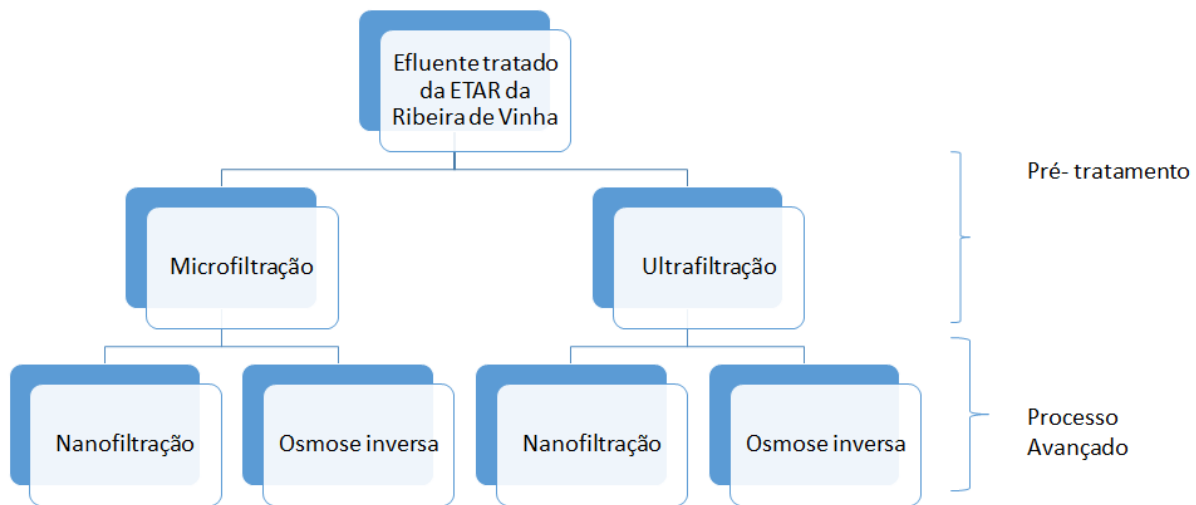 Efluente tratado
da ETAR da
Ribeira de Vinha
Pré- tratamento
Microfiltração
Ultrafiltração
Nanofiltração
Osmose inversa
Nanofiltração
Osmose inversa
Processo
Avançado